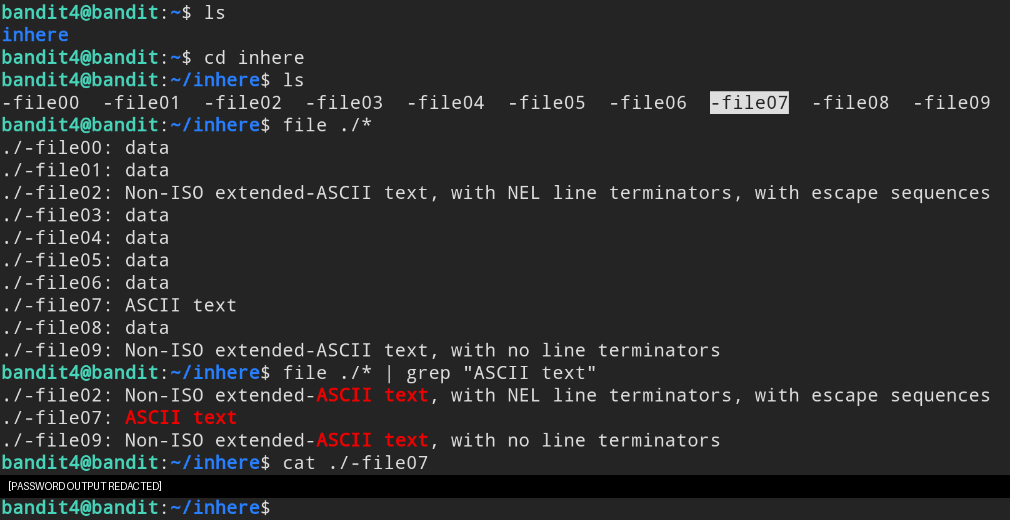 bandit4@bandit:~$ ls
inhere
bandit4@bandit:~$ cd inhere
bandit4@bandit:~/inhere$ ls
-file00  -file01  -file02  -file03  -file04  -file05  -file06  -file07  -file08  -file09
bandit4@bandit:~/inhere$ file ./*
./-file00: data
./-file01: data
./-file02: Non-ISO extended-ASCII text, with NEL line terminators, with escape sequences
./-file03: data
./-file04: data
./-file05: data
./-file06: data
./-file07: ASCII text
./-file08: data
./-file09: Non-ISO extended-ASCII text, with no line terminators
bandit4@bandit:~/inhere$ file ./* | grep "ASCII text"
./-file02: Non-ISO extended-ASCII text, with NEL line terminators, with escape sequences
./-file07: ASCII text
./-file09: Non-ISO extended-ASCII text, with no line terminators
bandit4@bandit:~/inhere$ cat ./-file07
[PASSWORD OUTPUT REDACTED]
bandit4@bandit:~/inhere$